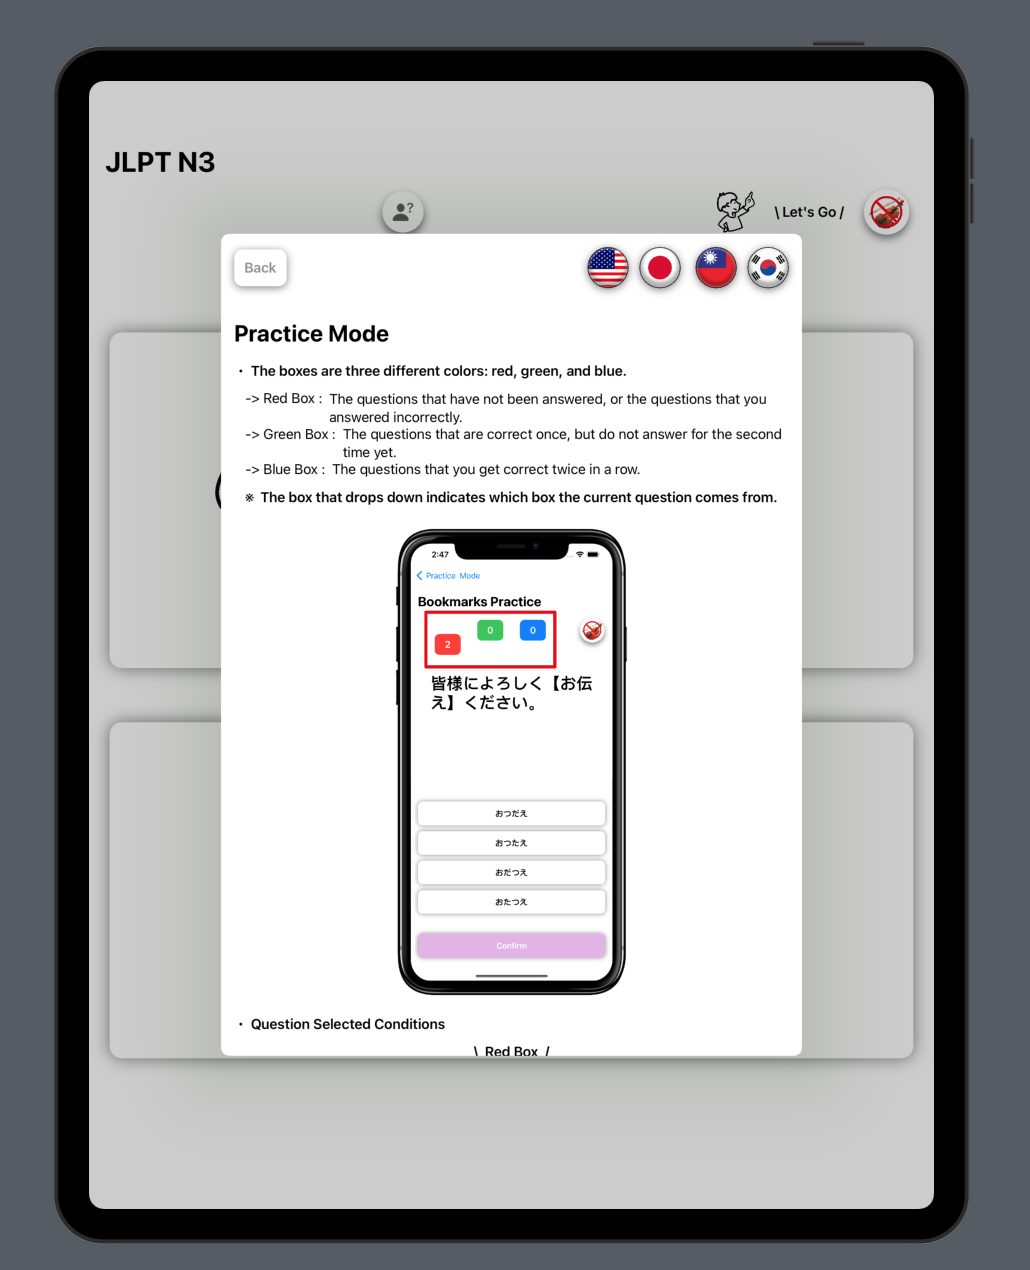 JLPT N3
?
\ Let's Go /
Back
Practice Mode
・ The boxes are three different colors: red, green, and blue.
-> Red Box : The questions that have not been answered, or the questions that you
answered incorrectly.
-> Green Box : The questions that are correct once, but do not answer for the second
time yet.
-> Blue Box : The questions that you get correct twice in a row.
※ The box that drops down indicates which box the current question comes from.
2:47
Practice Mode
Bookmarks Practice
2
0
0
皆様によろしく【お伝
え】ください。
おつだえ
おつたえ
おだつえ
おたつえ
Confirm
・ Question Selected Conditions
\ Red Box /